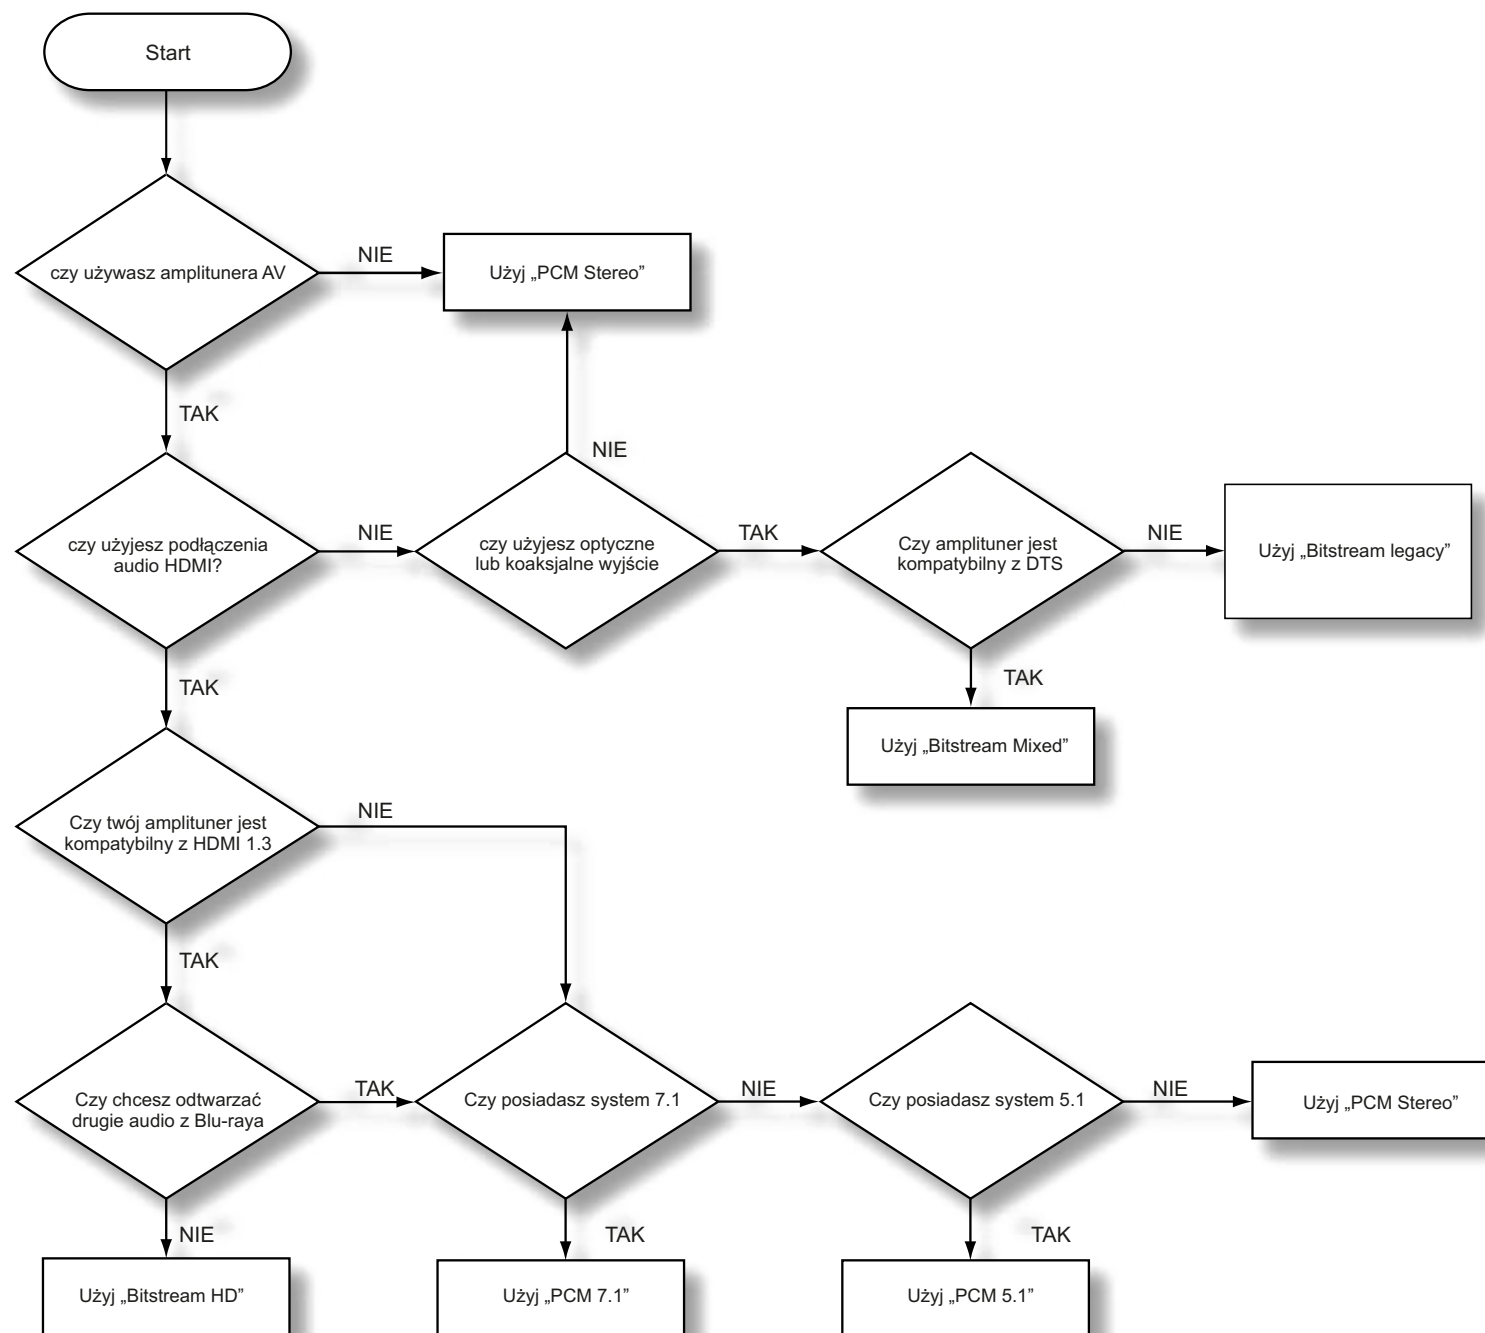 Start
czy używasz amplitunera AV
NIE
Użyj „PCM Stereo”
TAK
czy użyjesz podłączenia
audio HDMI?
NIE
czy użyjesz optyczne
lub koaksjalne wyjście
NIE
TAK
Czy amplituner jest
kompatybilny z DTS
NIE
Użyj „Bitstream legacy”
TAK
TAK
Użyj „Bitstream Mixed”
Czy twój amplituner jest
kompatybilny z HDMI 1.3
NIE
TAK
Czy chcesz odtwarzać
drugie audio z Blu-raya
TAK
Czy posiadasz system 7.1
NIE
Czy posiadasz system 5.1
NIE
Użyj „PCM Stereo”
NIE
TAK
TAK
Użyj „Bitstream HD”
Użyj „PCM 7.1”
Użyj „PCM 5.1”